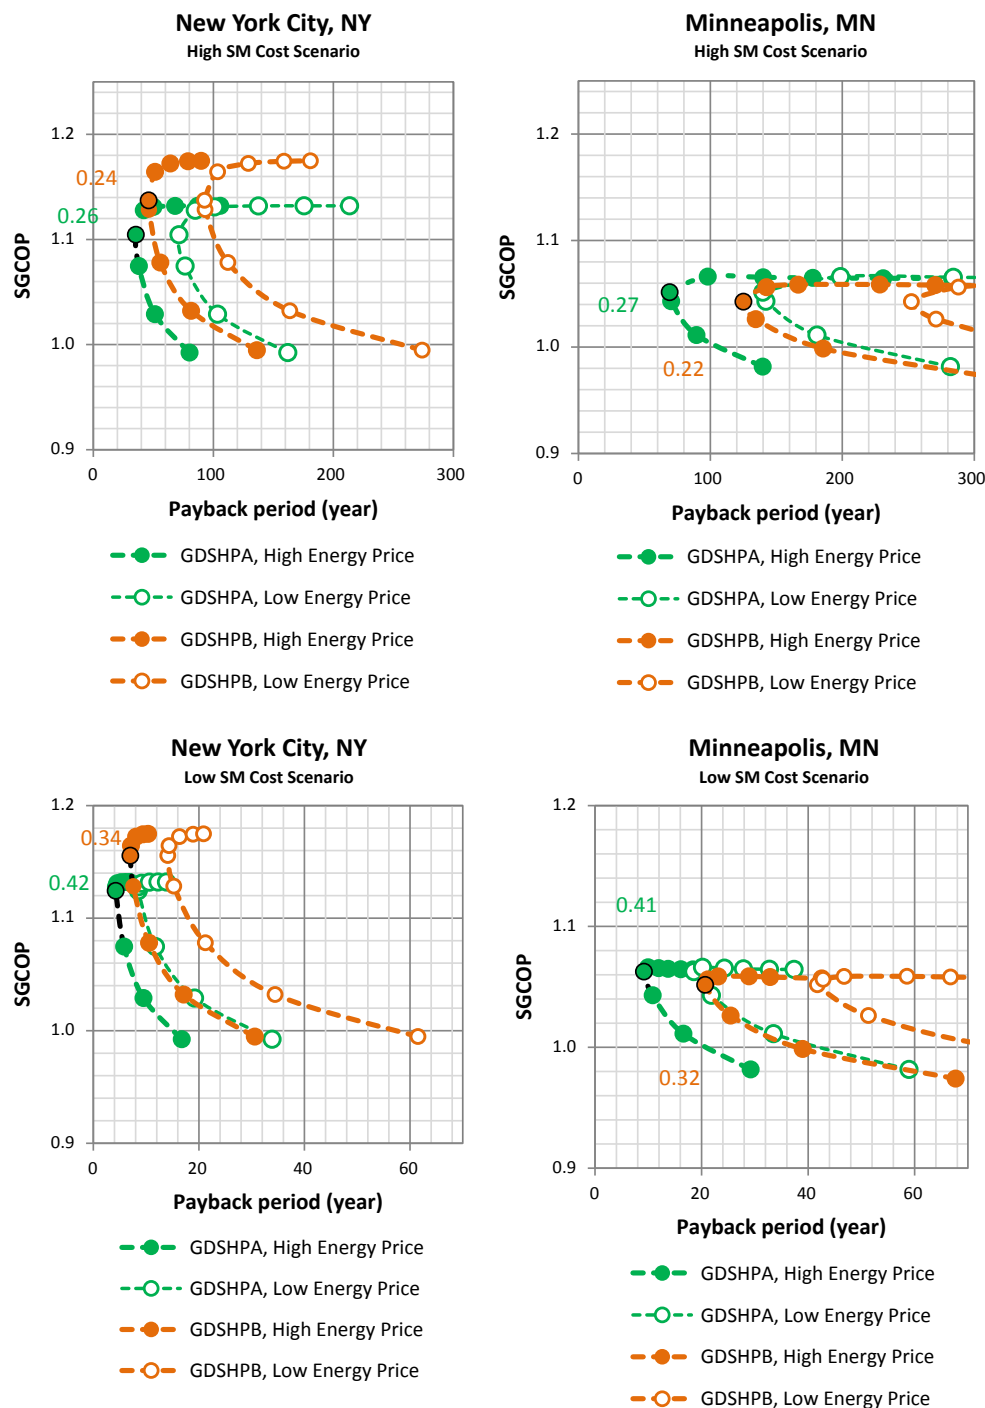 New York City, NY
High SM Cost Scenario
1.2
0.24
0.26
1.1
SGCOP
1.0
0.9
0 100 200 300
Payback period (year)
GDSHPA, High Energy Price
GDSHPA, Low Energy Price
GDSHPB, High Energy Price
GDSHPB, Low Energy Price
Minneapolis, MN
High SM Cost Scenario
1.2
1.1
SGCOP
0.27
1.0
0.22
0.9
0 100 200 300
Payback period (year)
GDSHPA, High Energy Price
GDSHPA, Low Energy Price
GDSHPB, High Energy Price
GDSHPB, Low Energy Price
New York City, NY
Low SM Cost Scenario
1.2
0.34
0.42
1.1
SGCOP
1.0
0.9
0 20 40 60
Payback period (year)
GDSHPA, High Energy Price
GDSHPA, Low Energy Price
GDSHPB, High Energy Price
GDSHPB, Low Energy Price
Minneapolis, MN
Low SM Cost Scenario
1.2
0.41
1.1
SGCOP
1.0
0.32
0.9
0 20 40 60
Payback period (year)
GDSHPA, High Energy Price
GDSHPA, Low Energy Price
GDSHPB, High Energy Price
GDSHPB, Low Energy Price